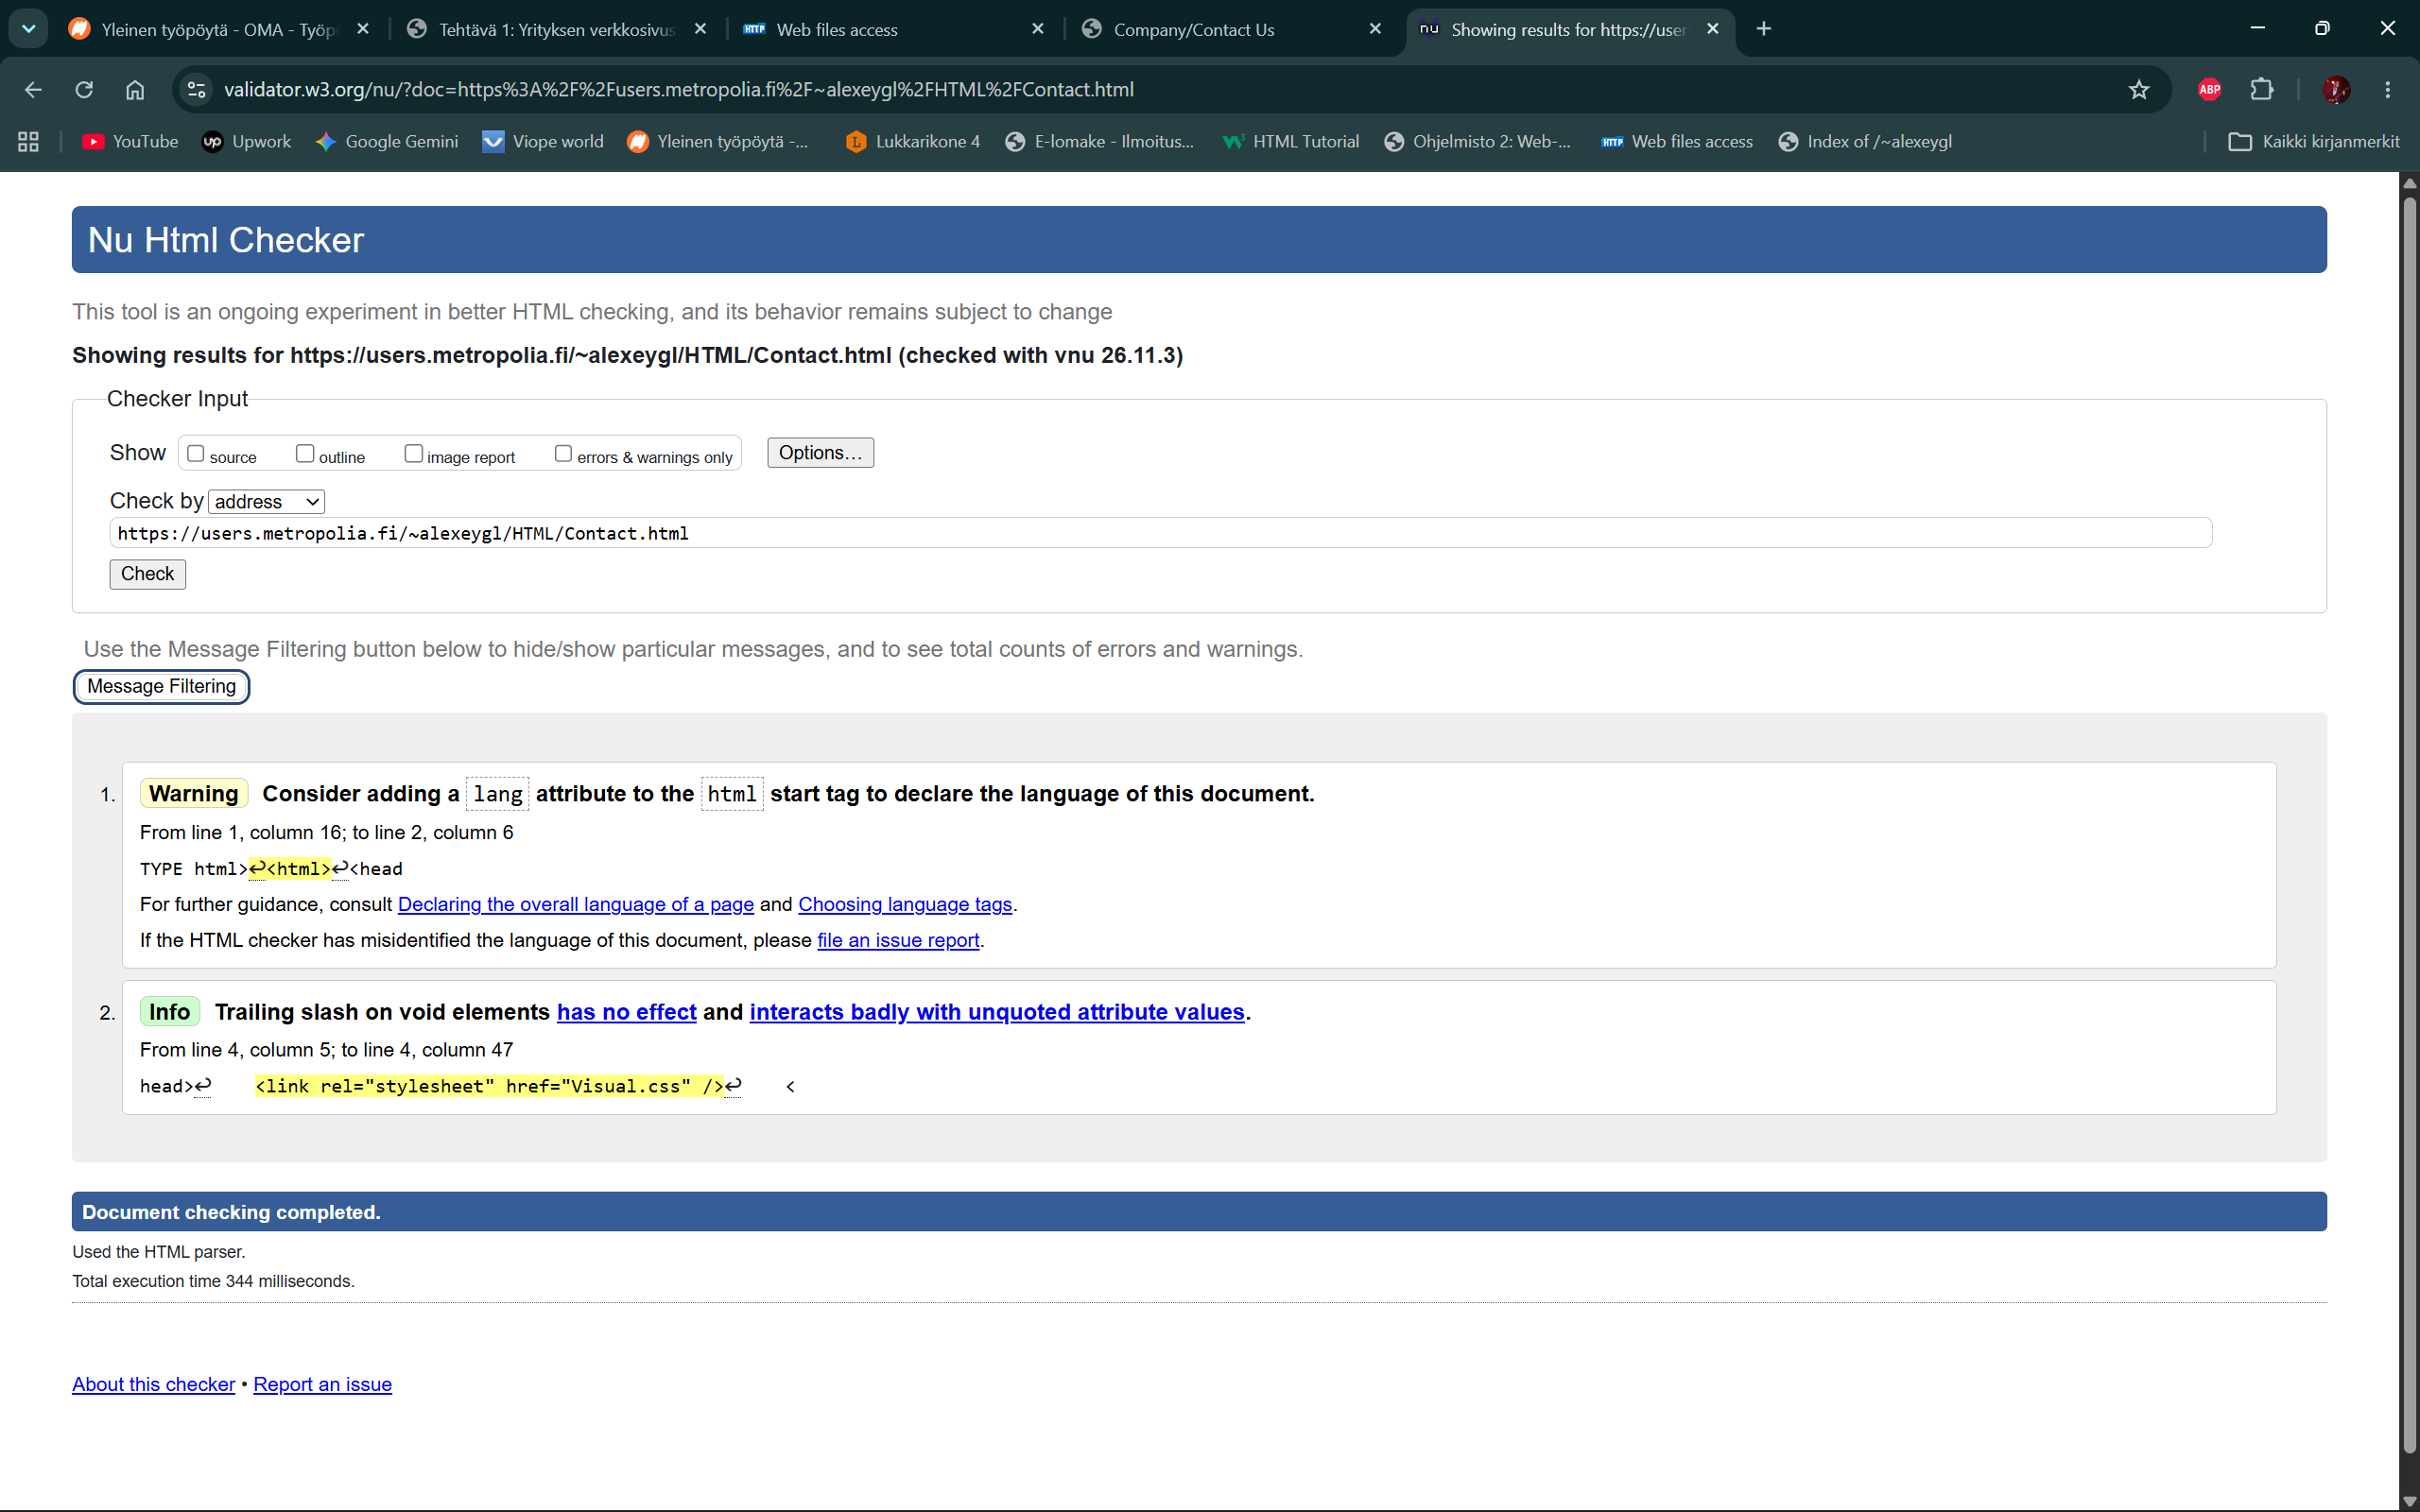 Yleinen työpöytä - OMA - Työp
Tehtävä 1: Yrityksen verkkosivus
HTTP Web files access
Company/Contact Us
nu Showing results for https://user
validator.w3.org/nu/?doc=https%3A%2F%2Fusers.metropolia.fi%2F~alexeygl%2FHTML%2FContact.html
ABP
YouTube
up Upwork
Google Gemini
Viope world
Yleinen työpöytä -...
L Lukkarikone 4
E-lomake - Ilmoitus...
W3 HTML Tutorial
Ohjelmisto 2: Web-...
HTTP Web files access
Index of /~alexeygl
Kaikki kirjanmerkit
Nu Html Checker
This tool is an ongoing experiment in better HTML checking, and its behavior remains subject to change
Showing results for https://users.metropolia.fi/~alexeygl/HTML/Contact.html (checked with vnu 26.11.3)
Checker Input
Show source outline image report errors & warnings only Options...
Check by address
https://users.metropolia.fi/~alexeygl/HTML/Contact.html
Check
Use the Message Filtering button below to hide/show particular messages, and to see total counts of errors and warnings.
Message Filtering
1. Warning Consider adding a lang attribute to the html start tag to declare the language of this document.
From line 1, column 16; to line 2, column 6
TYPE html>↩<html>↩<head
For further guidance, consult Declaring the overall language of a page and Choosing language tags.
If the HTML checker has misidentified the language of this document, please file an issue report.
2. Info Trailing slash on void elements has no effect and interacts badly with unquoted attribute values.
From line 4, column 5; to line 4, column 47
head>↩ <link rel="stylesheet" href="Visual.css" />↩ <
Document checking completed.
Used the HTML parser.
Total execution time 344 milliseconds.
About this checker • Report an issue